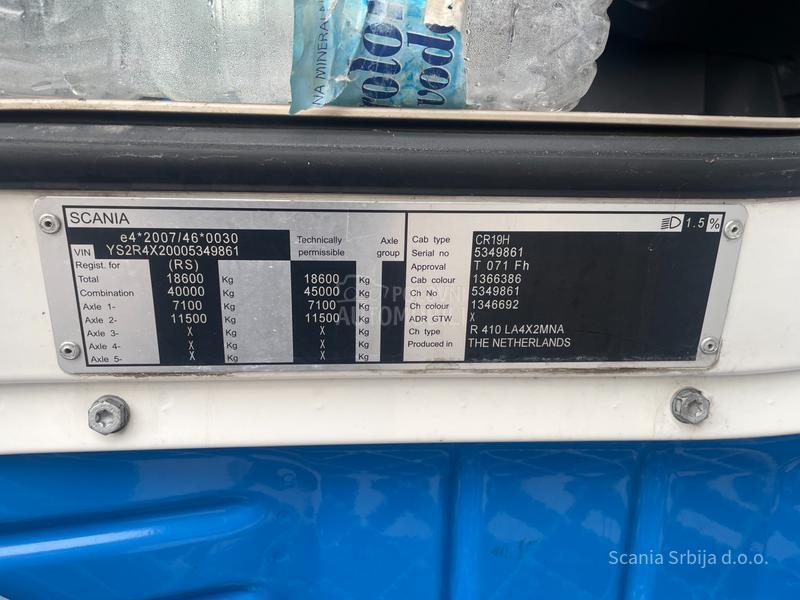 SCANIA
1.5 %
e4*2007/46*0030
VIN YS2R4X20005349861
Technically permissible
Axle group
Regist. for (RS)
18600 Kg 18600 Kg
Combination 40000 Kg 45000 Kg
Axle 1- 7100 Kg 7100 Kg
Axle 2- 11500 Kg 11500 Kg
Axle 3- X Kg X Kg
Axle 4- X Kg X Kg
Axle 5- X Kg X Kg
Cab type CR19H
Serial no 5349861
Approval T 071 Fh
Cab colour 1366386
Ch No 5349861
Ch colour 1346692
ADR GTW X
Ch type R 410 LA4X2MNA
Produced in THE NETHERLANDS
Scania Srbija d.o.o.